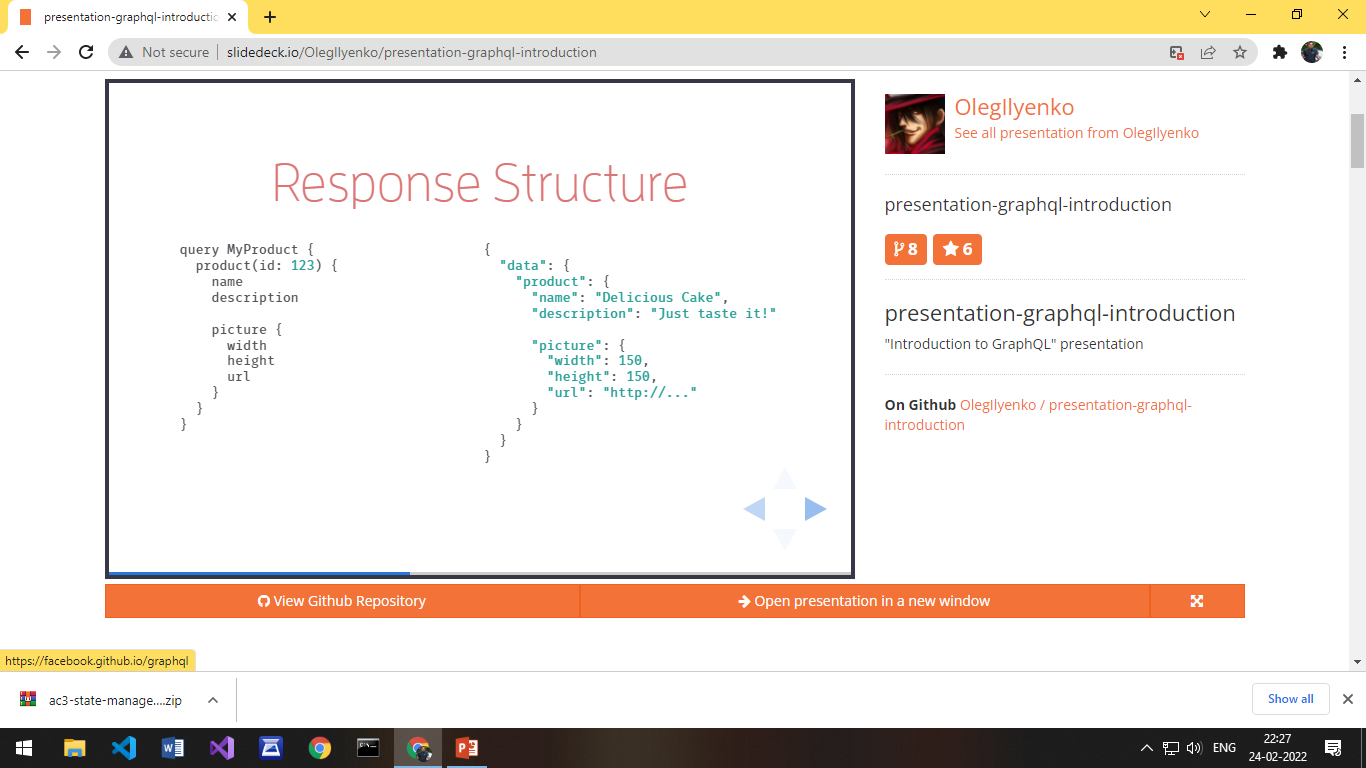 presentation-graphql-introductio
Not secure
slidedeck.io/OlegIlyenko/presentation-graphql-introduction
Response Structure
query MyProduct {
  product(id: 123) {
    name
    description
    picture {
      width
      height
      url
    }
  }
}
{
  "data": {
    "product": {
      "name": "Delicious Cake",
      "description": "Just taste it!"
      "picture": {
        "width": 150,
        "height": 150,
        "url": "http://..."
      }
    }
  }
}
OlegIlyenko
See all presentation from OlegIlyenko
presentation-graphql-introduction
8
6
presentation-graphql-introduction
"Introduction to GraphQL" presentation
On Github OlegIlyenko / presentation-graphql-
introduction
View Github Repository
Open presentation in a new window
https://facebook.github.io/graphql
ac3-state-manage....zip
Show all
ENG
22:27
24-02-2022